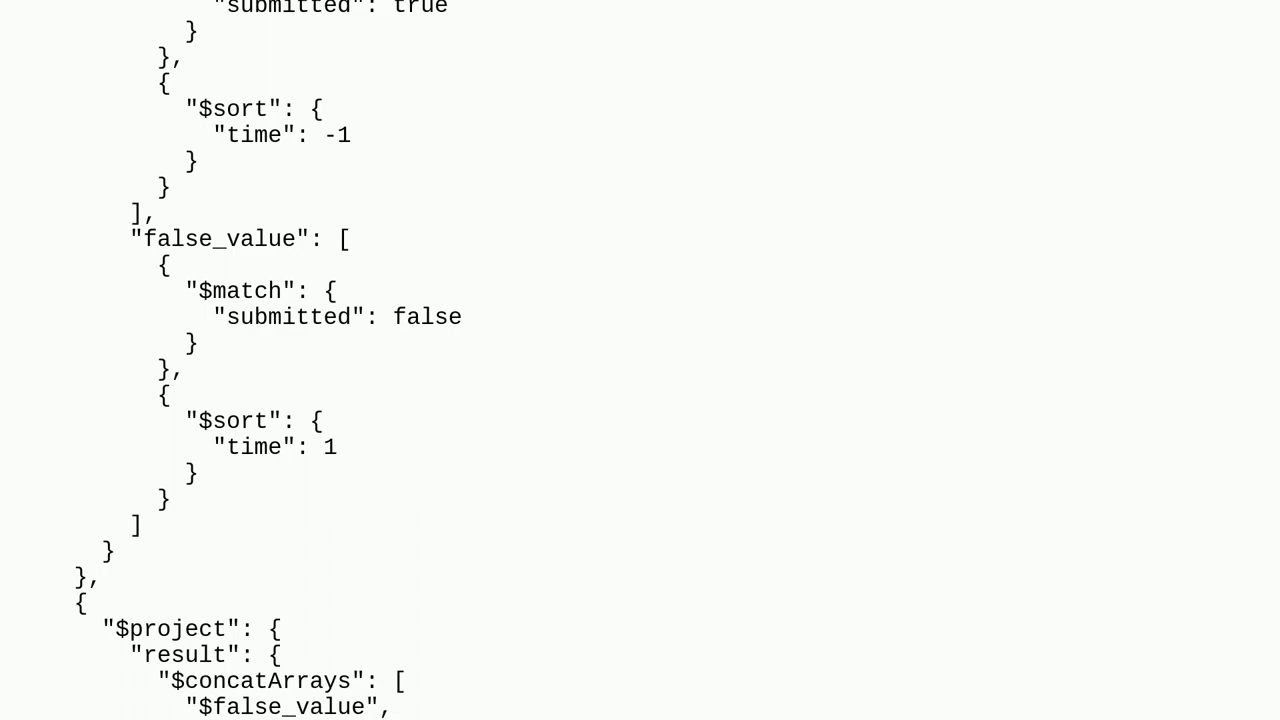 "submitted": true
}
},
{
"$sort": {
"time": -1
}
}
],
"false_value": [
{
"$match": {
"submitted": false
}
},
{
"$sort": {
"time": 1
}
}
]
}
},
{
"$project": {
"result": {
"$concatArrays": [
"$false_value",